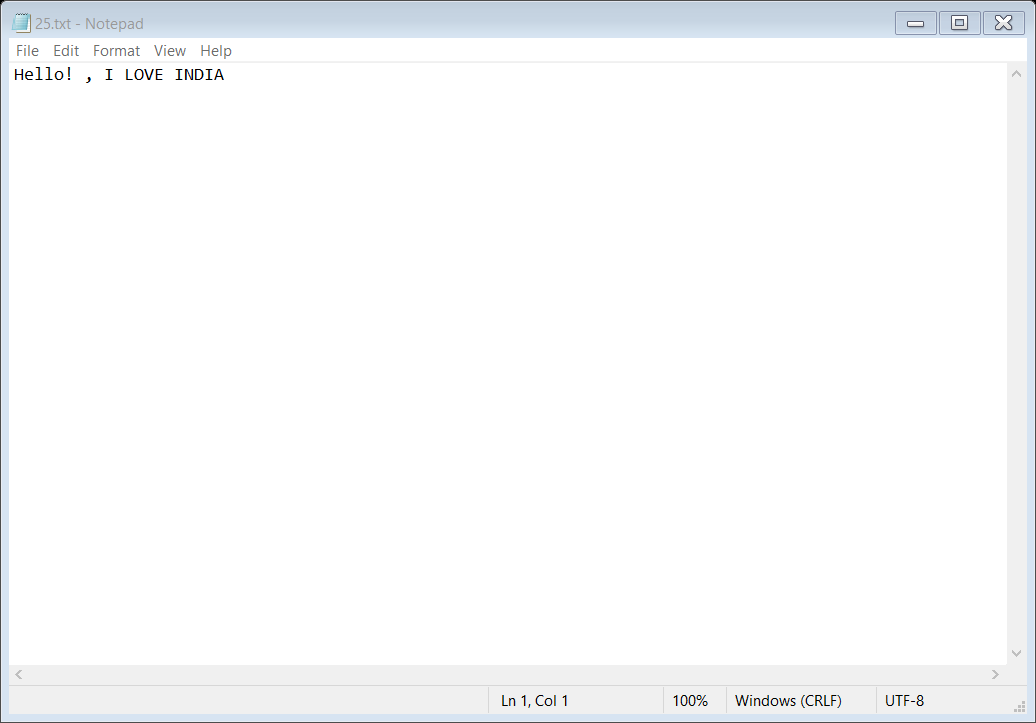 25.txt - Notepad
File Edit Format View Help
Hello! , I LOVE INDIA
Ln 1, Col 1 100% Windows (CRLF) UTF-8